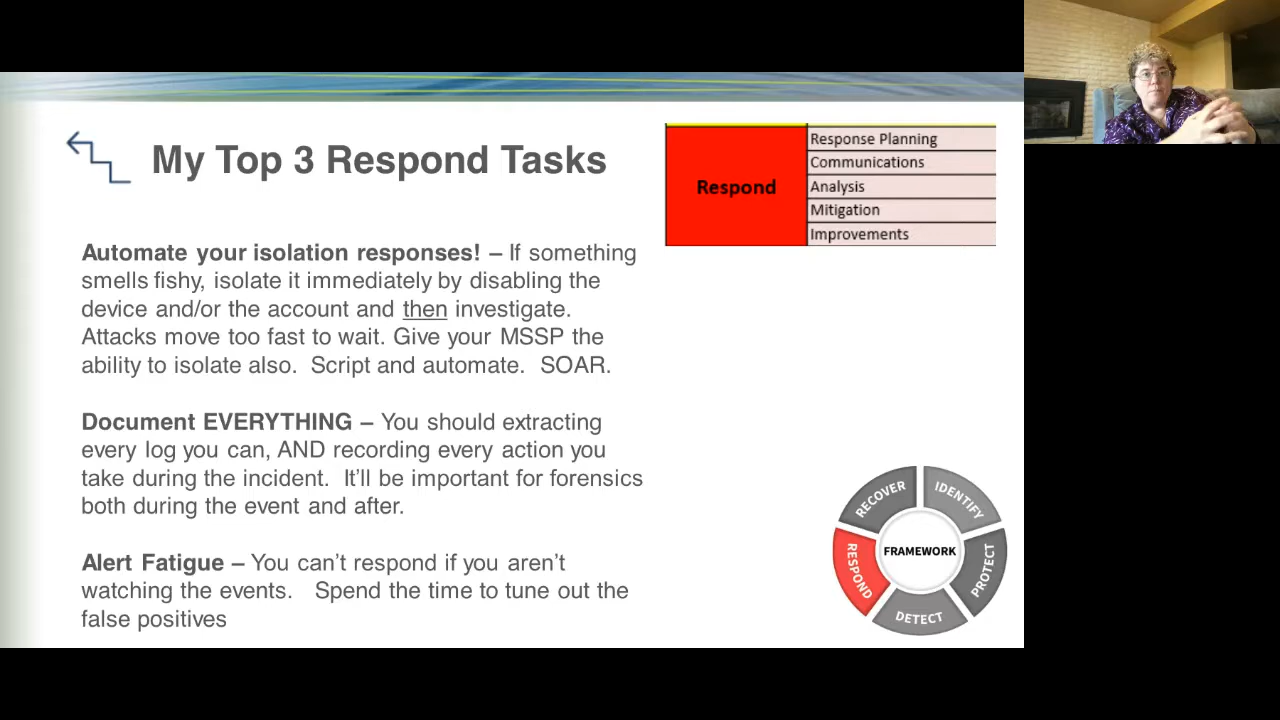 My Top 3 Respond Tasks
Respond
Response Planning
Communications
Analysis
Mitigation
Improvements
Automate your isolation responses! – If something
smells fishy, isolate it immediately by disabling the
device and/or the account and then investigate.
Attacks move too fast to wait. Give your MSSP the
ability to isolate also.  Script and automate.  SOAR.
Document EVERYTHING – You should extracting
every log you can, AND recording every action you
take during the incident.  It’ll be important for forensics
both during the event and after.
Alert Fatigue – You can’t respond if you aren’t
watching the events.   Spend the time to tune out the
false positives
RECOVER
IDENTIFY
PROTECT
DETECT
RESPOND
FRAMEWORK